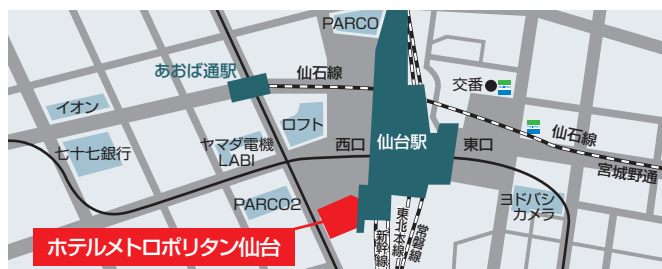 PARCO
あおば通駅
仙石線
交番
イオン
ロフト
仙石線
七十七銀行
ヤマダ電機
LABI
西口
仙台駅
東口
宮城野通
PARCO2
ヨドバシ
カメラ
ホテルメトロポリタン仙台
新幹線
東北本線
常磐線